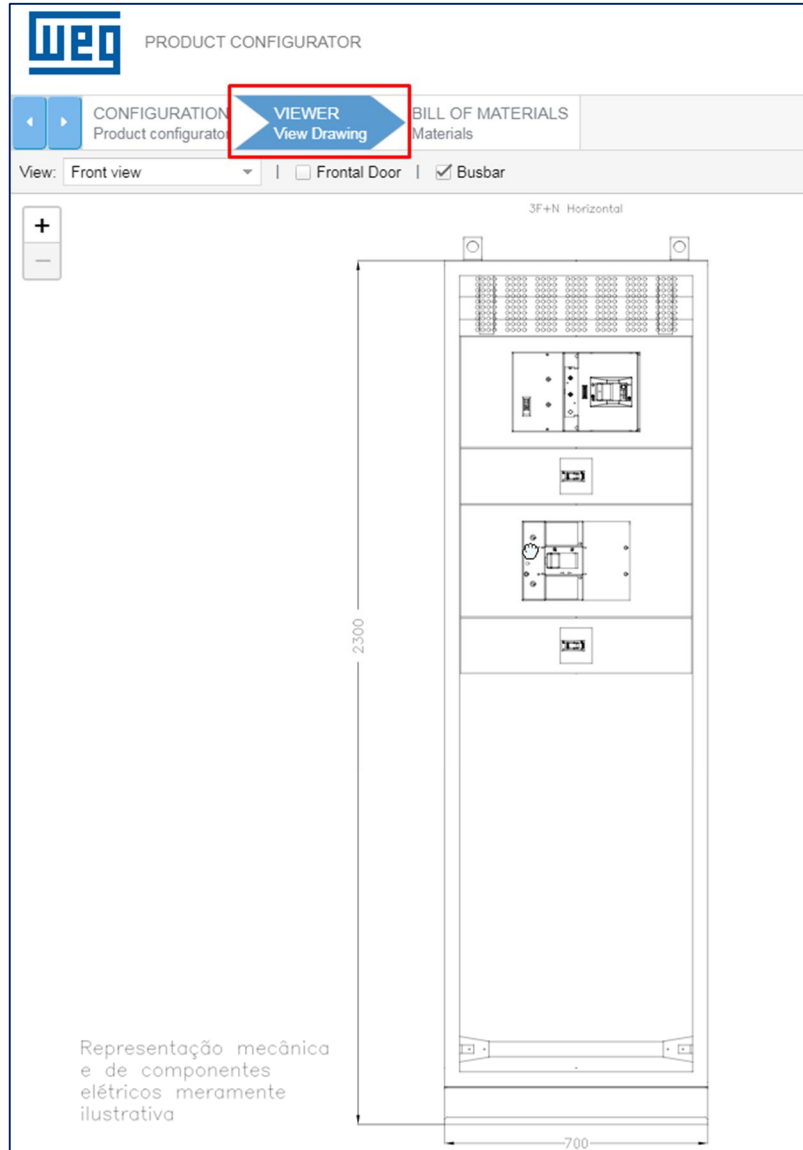 weg
PRODUCT CONFIGURATOR
CONFIGURATION
Product configurator
VIEWER
View Drawing
BILL OF MATERIALS
Materials
View: Front view | Frontal Door | Busbar
3F+N Horizontal
+
−
2300
Representação mecânica
e de componentes
elétricos meramente
ilustrativa
700